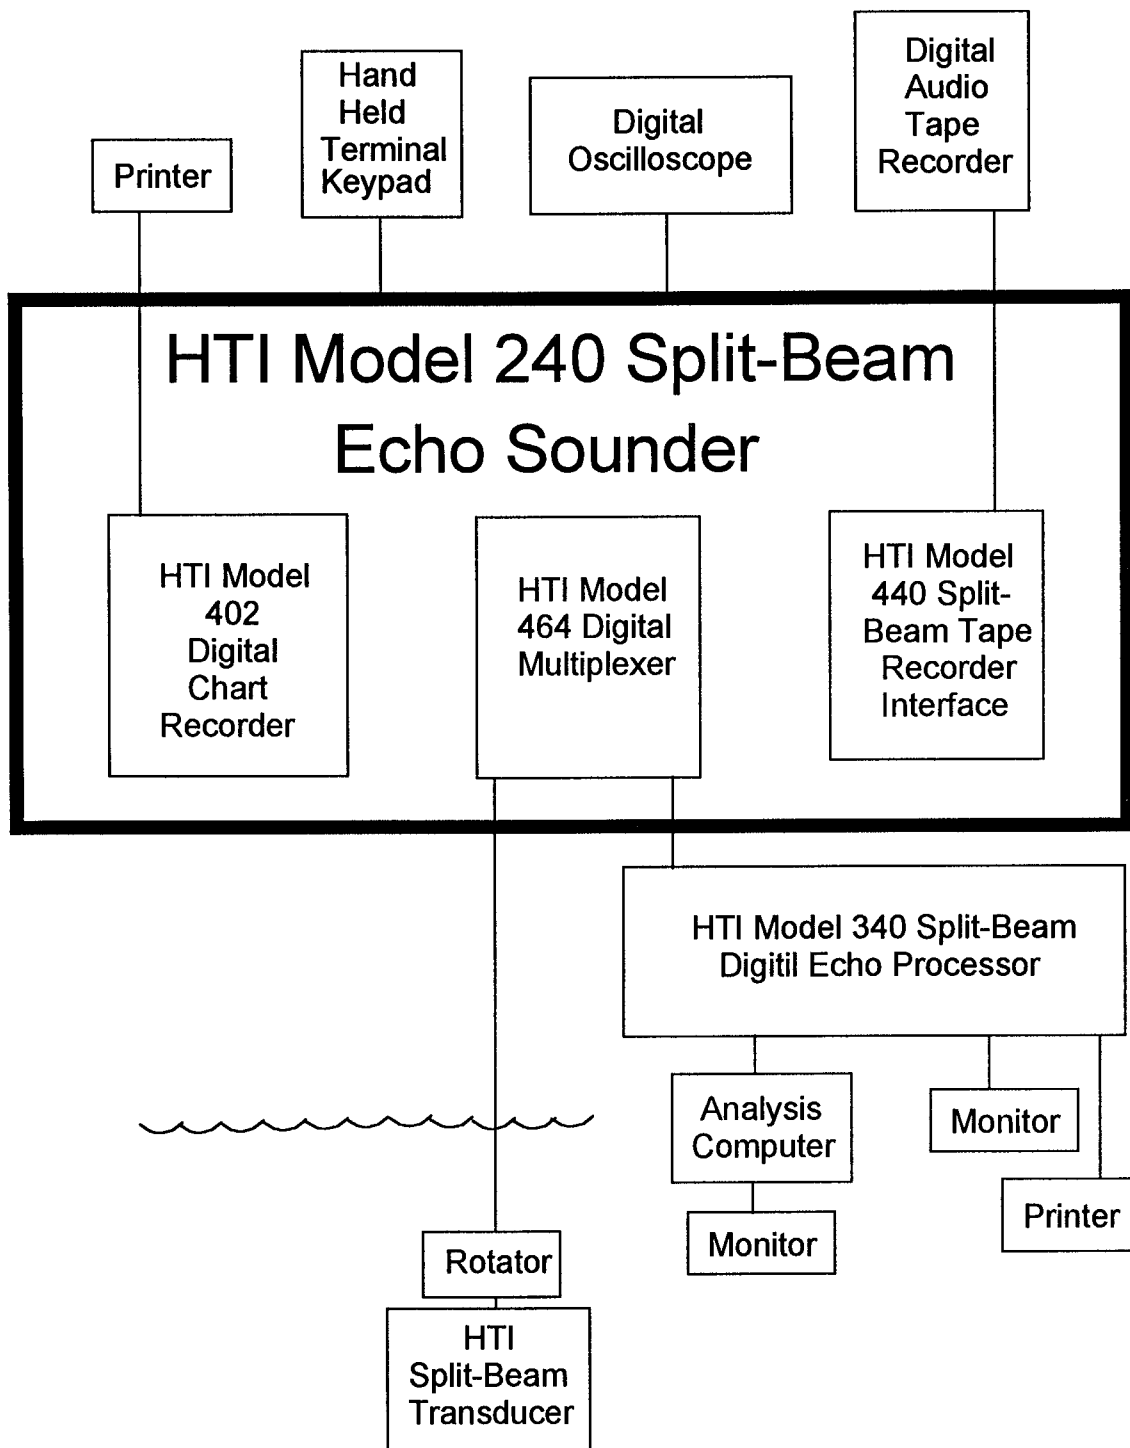 Printer
Hand
Held
Terminal
Keypad
Digital
Oscilloscope
Digital
Audio
Tape
Recorder
HTI Model 240 Split-Beam
Echo Sounder
HTI Model
402
Digital
Chart
Recorder
HTI Model
464 Digital
Multiplexer
HTI Model
440 Split-
Beam Tape
Recorder
Interface
HTI Model 340 Split-Beam
Digitil Echo Processor
Analysis
Computer
Monitor
Monitor
Printer
Rotator
HTI
Split-Beam
Transducer